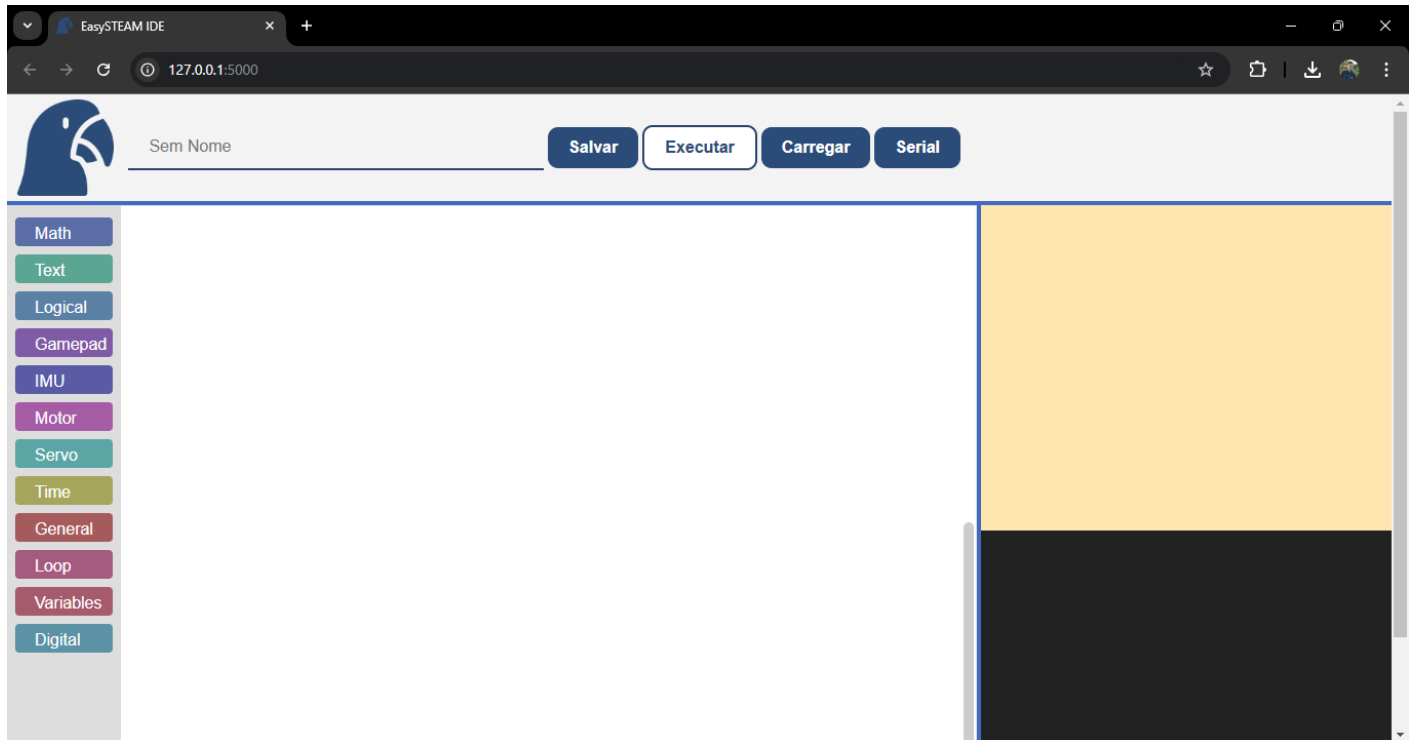 EasySTEAM IDE
127.0.0.1:5000
Sem Nome
Salvar
Executar
Carregar
Serial
Math
Text
Logical
Gamepad
IMU
Motor
Servo
Time
General
Loop
Variables
Digital